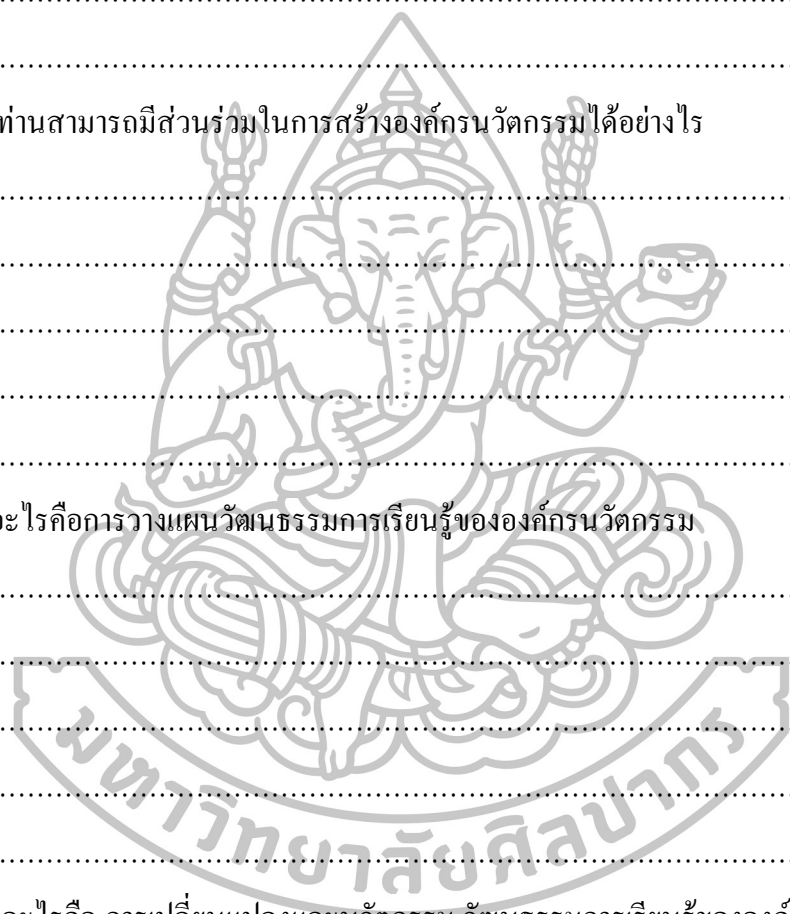 ท่านสามารถมีส่วนร่วมในการสร้างองค์กรนวัตกรรมได้อย่างไร
อะไรคือการวางแผนวัฒนธรรมการเรียนรู้ขององค์กรนวัตกรรม
มหาวิทยาลัยศิลปากร